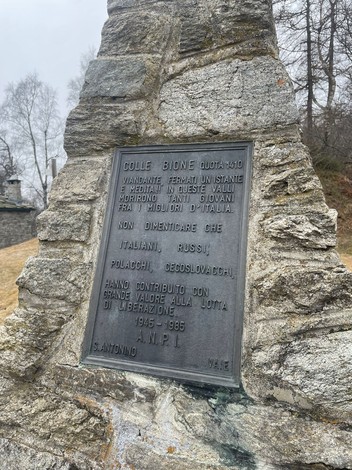 COLLE BIONE QUOTA 1410
VIANDANTE FERMATI UN ISTANTE
E MEDITA! IN QUESTE VALLI
MORIRONO TANTI GIOVANI
FRA I MIGLIORI D'ITALIA.
NON DIMENTICARE CHE
ITALIANI, RUSSI,
POLACCHI, CECOSLOVACCHI,
HANNO CONTRIBUITO CON
GRANDE VALORE ALLA LOTTA
DI LIBERAZIONE
1945-1985
A.N.P.I.
S. ANTONINO VAIE